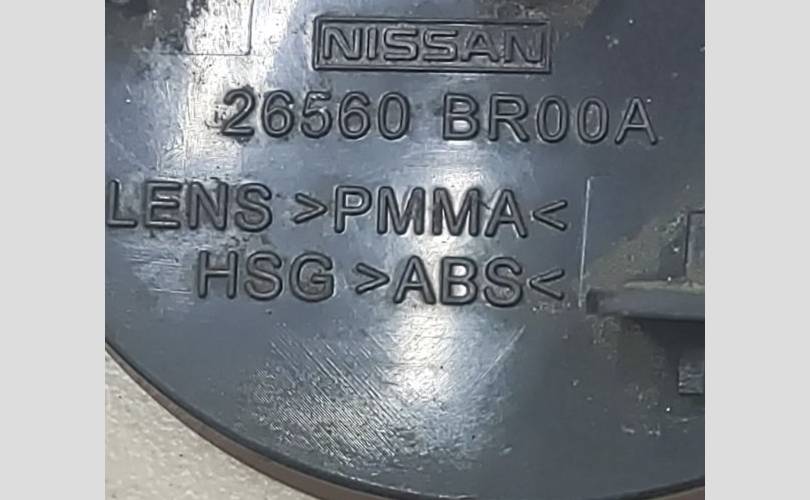 NISSAN
26560 BR00A
LENS >PMMA<
HSG >ABS<